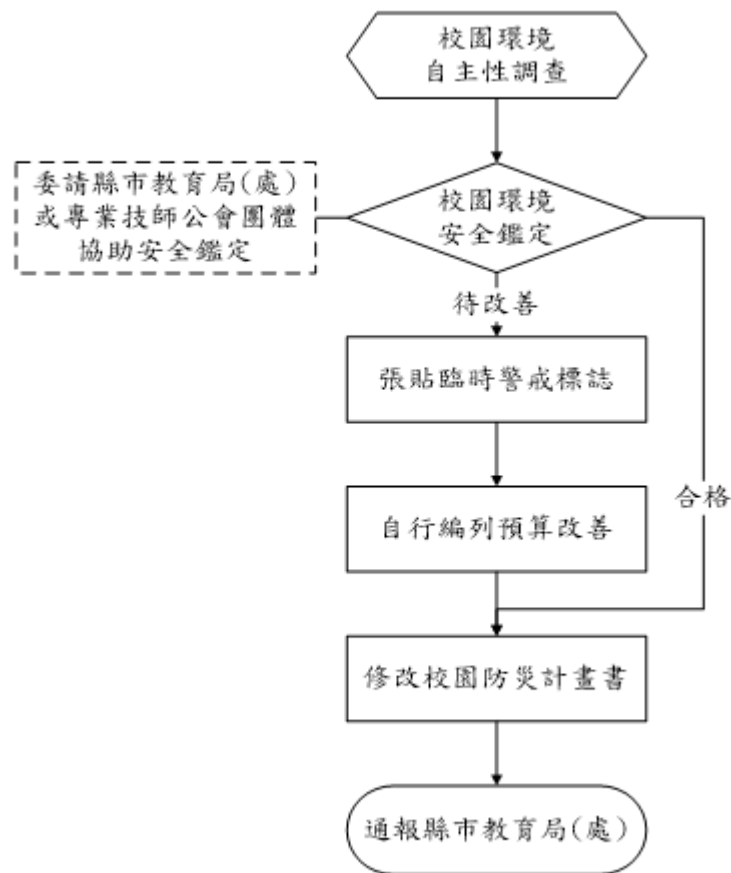 校園環境
自主性調查
委請縣市教育局(處)
或專業技師公會團體
協助安全鑑定
校園環境
安全鑑定
待改善
張貼臨時警戒標誌
自行編列預算改善
合格
修改校園防災計畫書
通報縣市教育局(處)